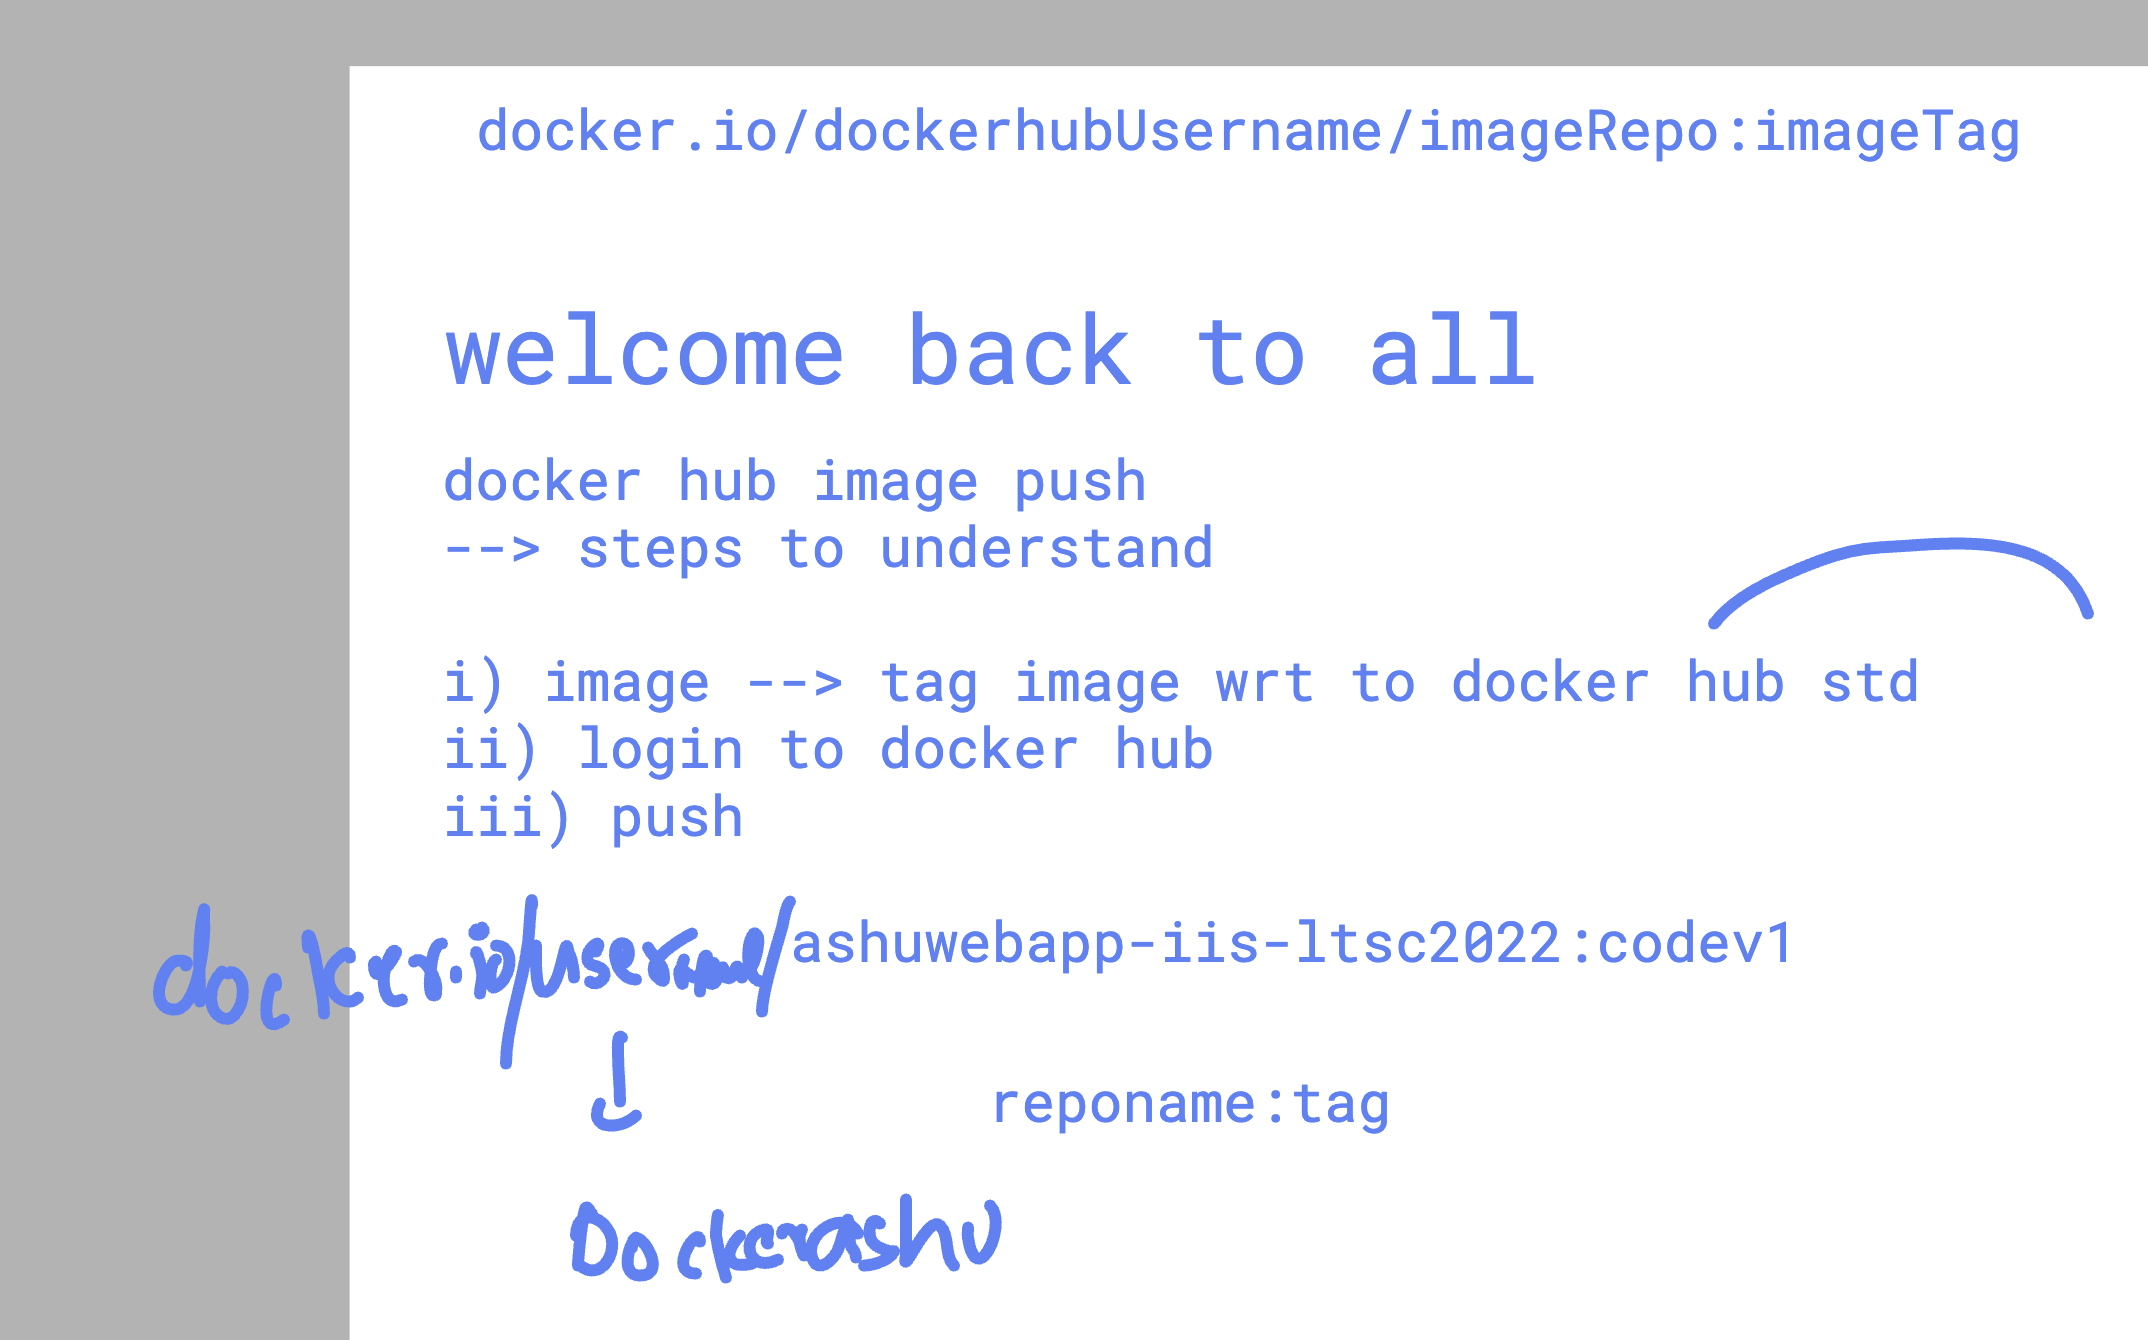 docker.io/dockerhubUsername/imageRepo:imageTag
welcome back to all
docker hub image push
--> steps to understand
i) image --> tag image wrt to docker hub std
ii) login to docker hub
iii) push
docker.io/username/ashuwebapp-iis-ltsc2022:codev1
reponame:tag
Dockerashu